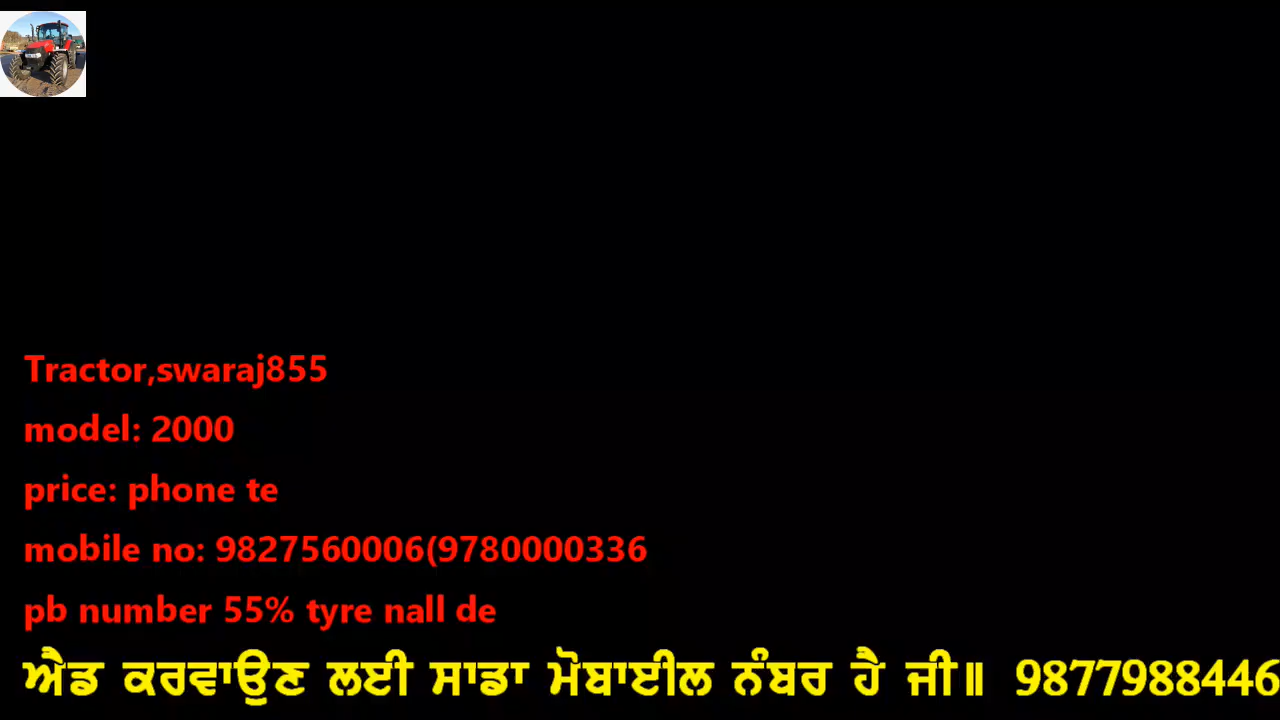 Tractor,swaraj855
model: 2000
price: phone te
mobile no: 9827560006(9780000336
pb number 55% tyre nall de
ਐਡ ਕਰਵਾਉਣ ਲਈ ਸਾਡਾ ਮੋਬਾਈਲ ਨੰਬਰ ਹੈ ਜੀ॥ 9877988446